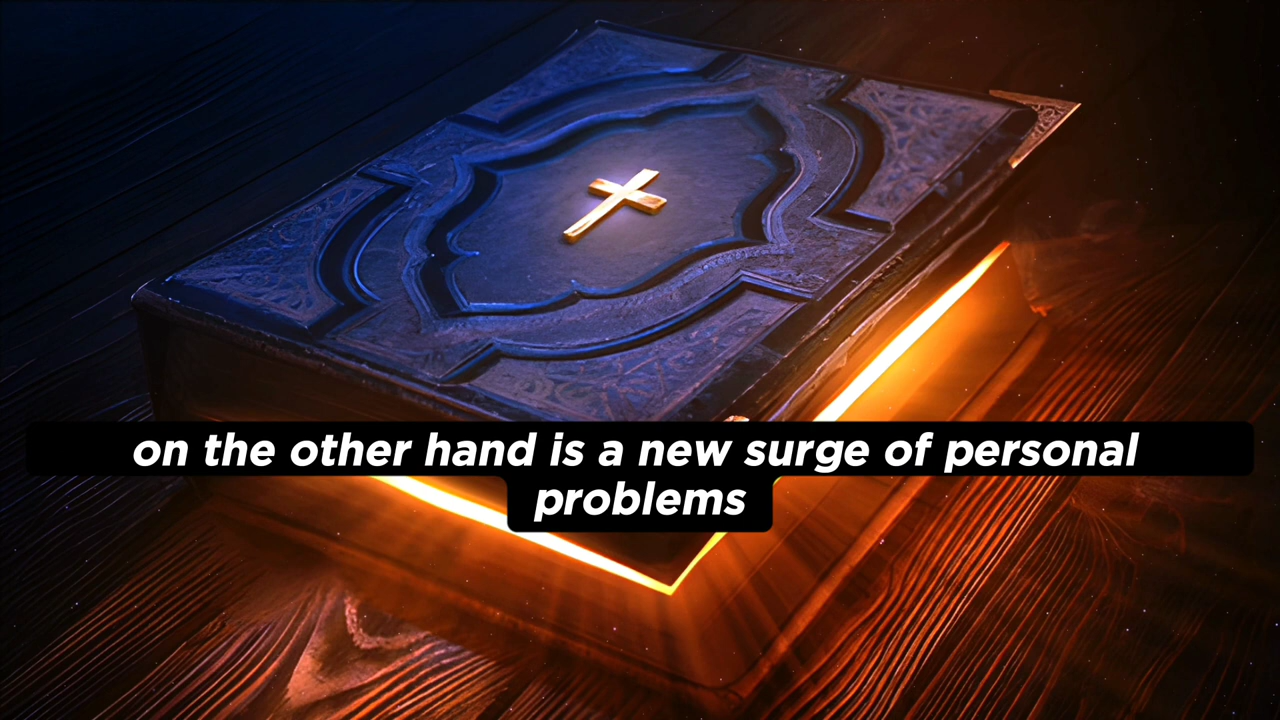 on the other hand is a new surge of personal
problems